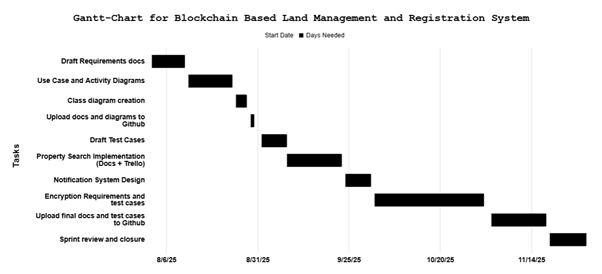 Gantt-Chart for Blockchain Based Land Management and Registration System
Start Date Days Needed
Tasks
Draft Requirements docs
Use Case and Activity Diagrams
Class diagram creation
Upload docs and diagrams to
Github
Draft Test Cases
Property Search Implementation
(Docs + Trello)
Notification System Design
Encryption Requirements and
test cases
Upload final docs and test cases
to Github
Sprint review and closure
8/6/25 8/31/25 9/25/25 10/20/25 11/14/25